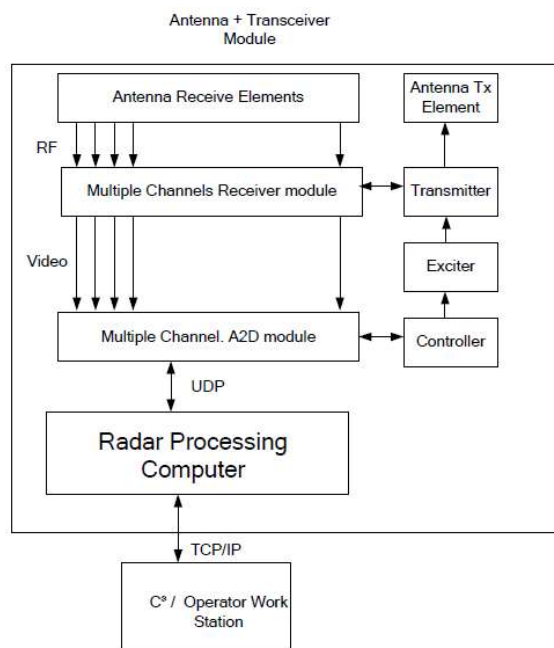 Antenna + Transceiver
Module
Antenna Receive Elements
Antenna Tx
Element
RF
Multiple Channels Receiver module
Transmitter
Video
Exciter
Multiple Channel. A2D module
Controller
UDP
Radar Processing
Computer
TCP/IP
C³ / Operator Work
Station